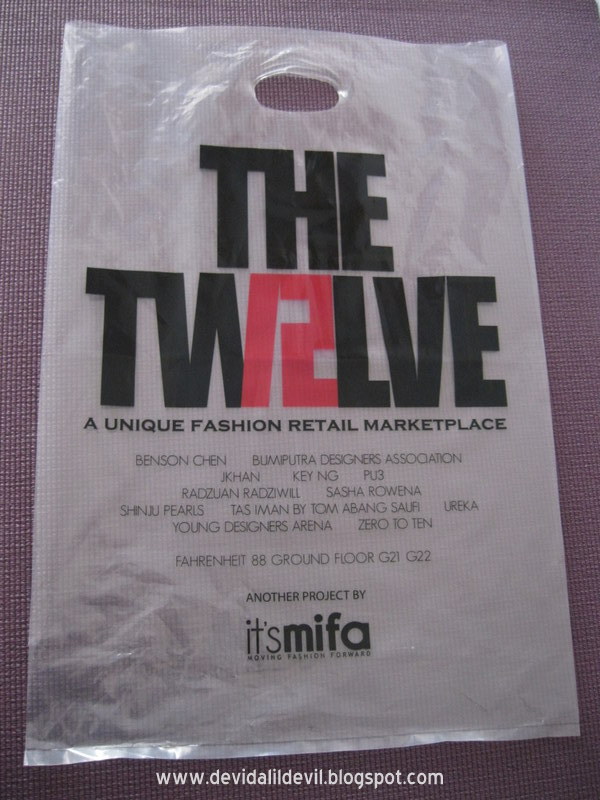 THE
TWELVE
A UNIQUE FASHION RETAIL MARKETPLACE
BENSON CHEN BUMIPUTRA DESIGNERS ASSOCIATION
JKHAN KEY NG PU3
RADZUAN RADZIWILL SASHA ROWENA
SHINJU PEARLS TAS IMAN BY TOM ABANG SAUFI UREKA
YOUNG DESIGNERS ARENA ZERO TO TEN
FAHRENHEIT 88 GROUND FLOOR G21 G22
ANOTHER PROJECT BY
it'smifa
MOVING FASHION FORWARD
www.devidalildevil.blogspot.com